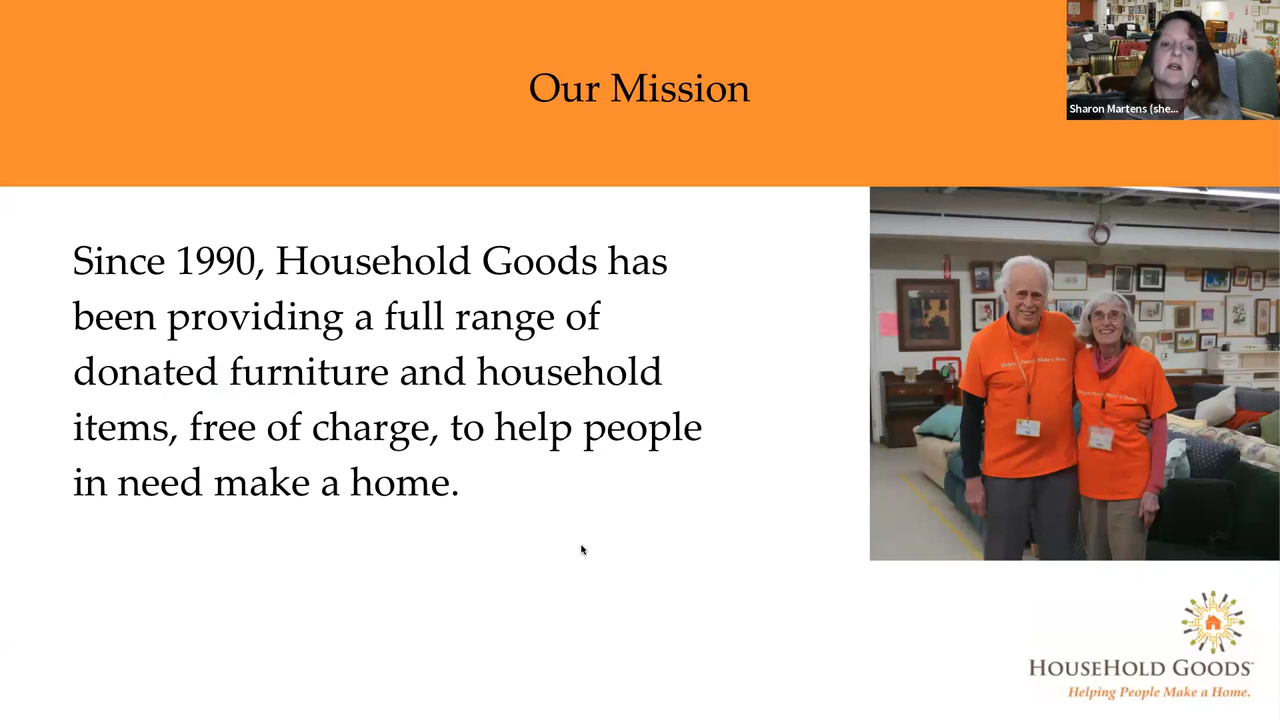 Our Mission
Sharon Martens (she...
Since 1990, Household Goods has
been providing a full range of
donated furniture and household
items, free of charge, to help people
in need make a home.
HOUSEHOLD GOODS
Helping People Make a Home.